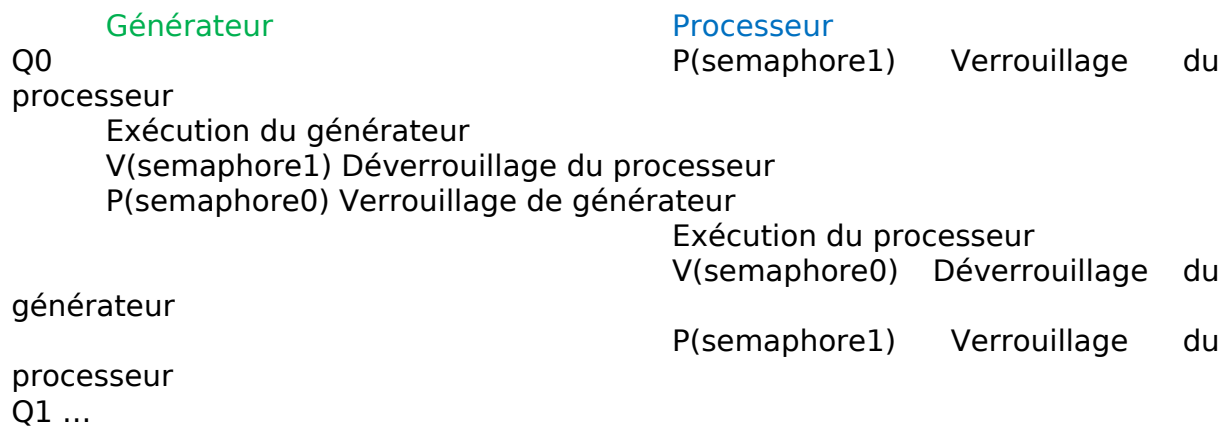 Générateur Processeur
Q0 P(semaphore1) Verrouillage du
processeur
Exécution du générateur
V(semaphore1) Déverrouillage du processeur
P(semaphore0) Verrouillage de générateur
Exécution du processeur
V(semaphore0) Déverrouillage du
générateur
P(semaphore1) Verrouillage du
processeur
Q1 ...